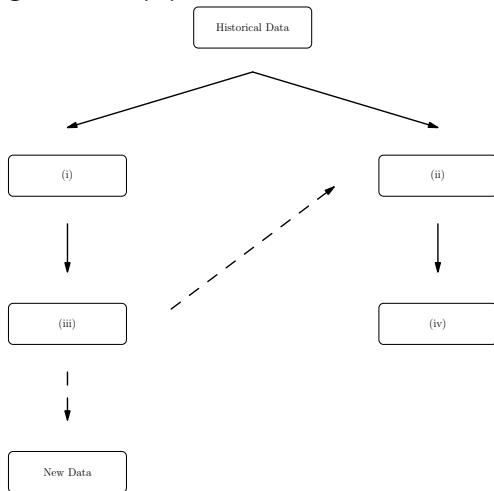 Historical Data
(i)
(ii)
(iii)
(iv)
New Data